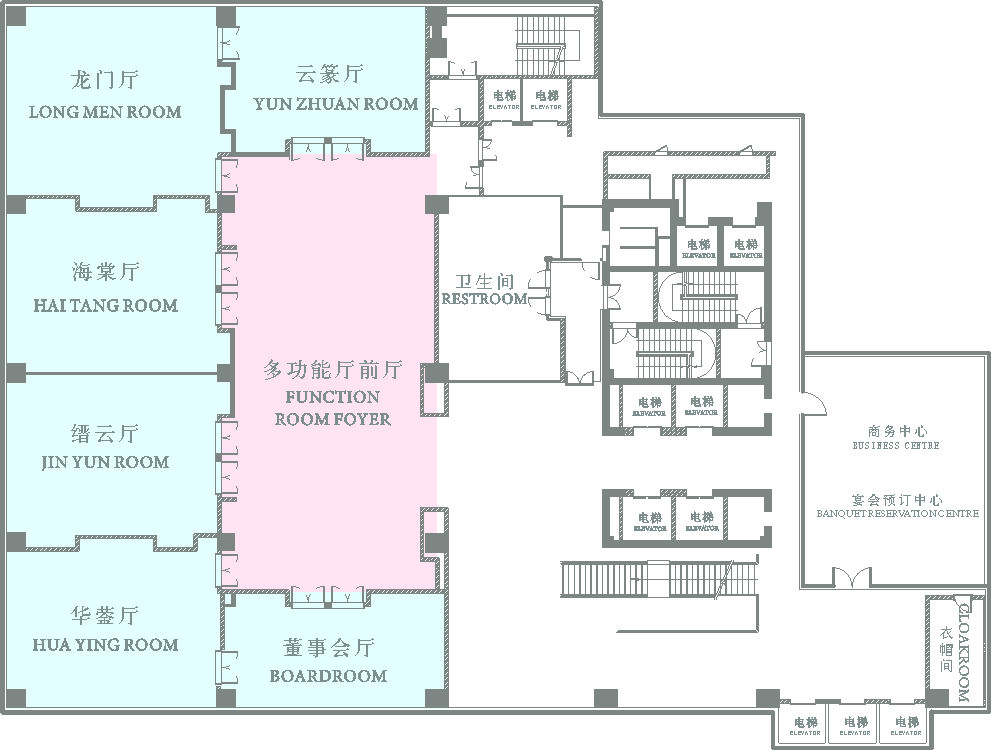 龙门厅
LONG MEN ROOM
云篆厅
YUN ZHUAN ROOM
电梯
ELEVATOR
电梯
ELEVATOR
海棠厅
HAI TANG ROOM
卫生间
RESTROOM
电梯
ELEVATOR
电梯
ELEVATOR
多功能厅前厅
FUNCTION
ROOM FOYER
电梯
ELEVATOR
电梯
ELEVATOR
缙云厅
JIN YUN ROOM
商务中心
BUSINESS CENTRE
宴会预订中心
BANQUET RESERVATION CENTRE
电梯
ELEVATOR
电梯
ELEVATOR
华蓥厅
HUA YING ROOM
董事会厅
BOARDROOM
衣帽间
CLOAKROOM
电梯
ELEVATOR
电梯
ELEVATOR
电梯
ELEVATOR